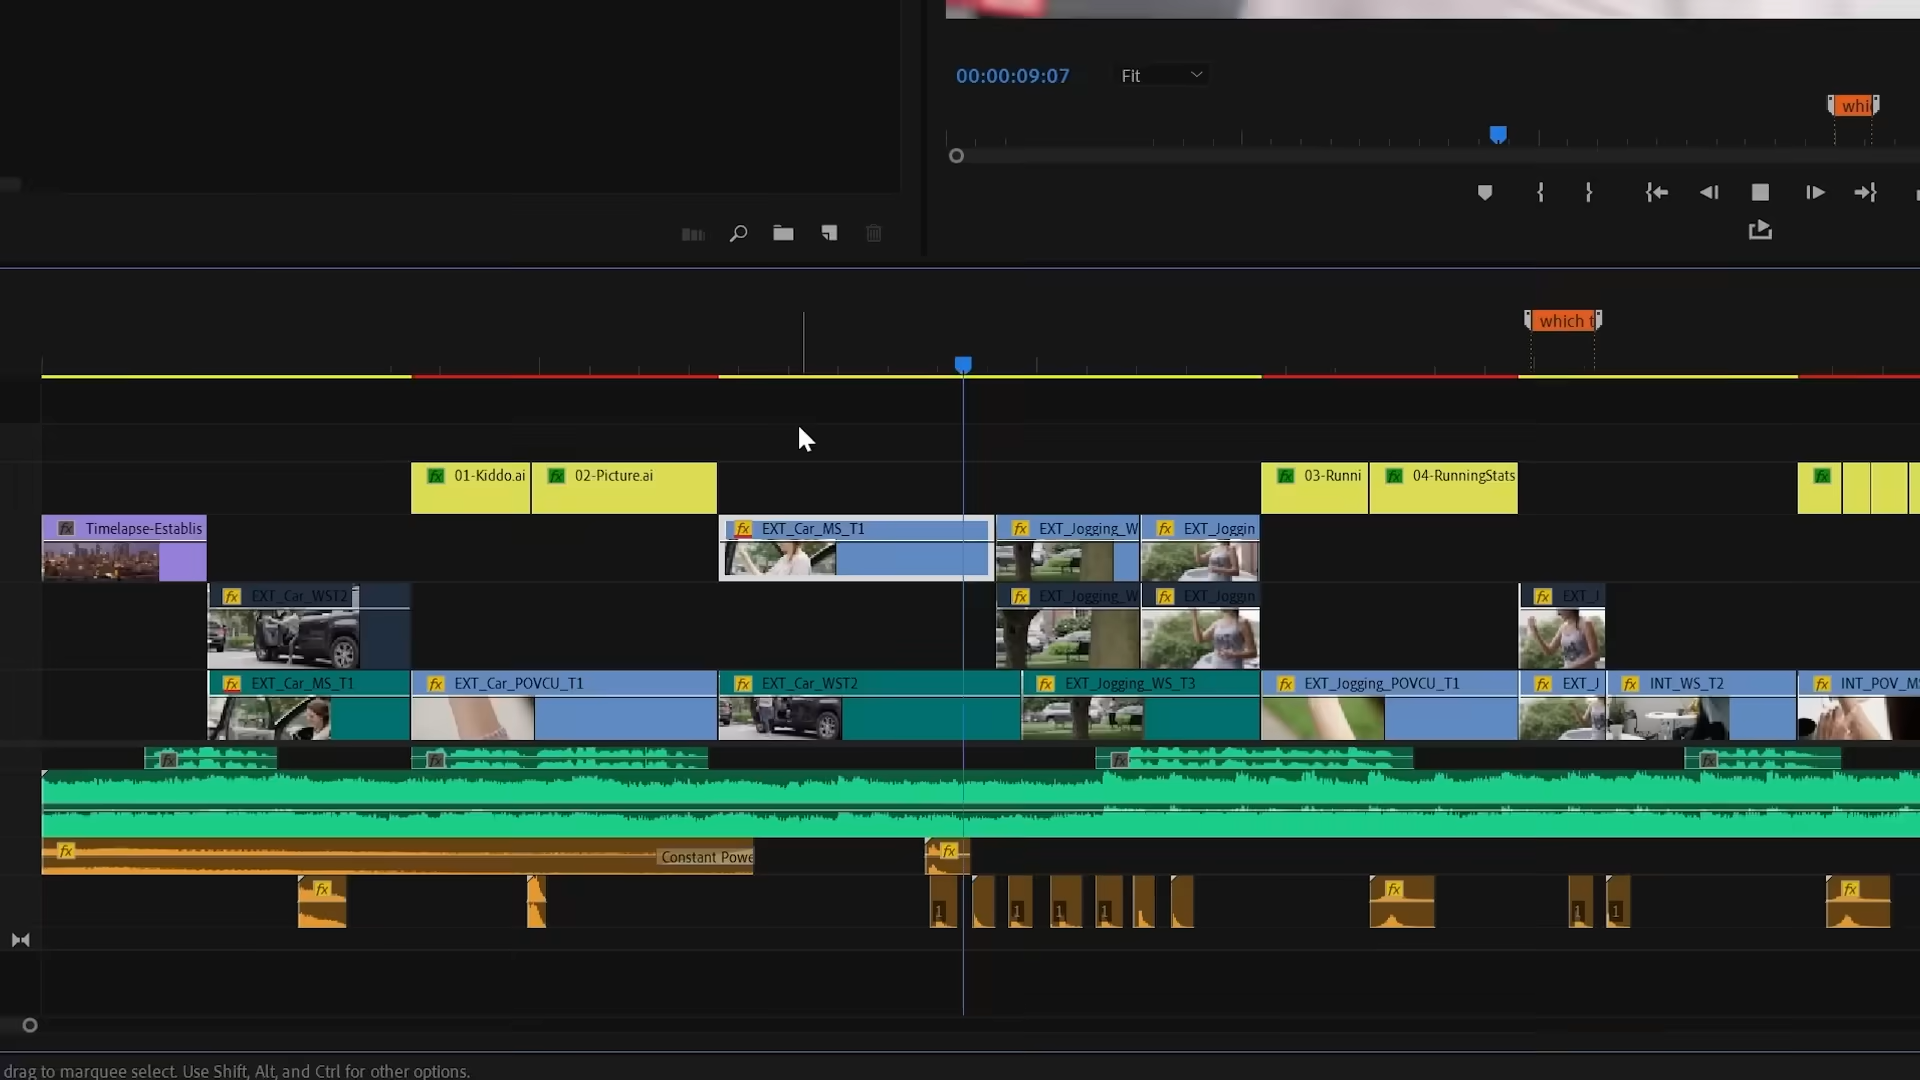 00:00:09:07
Fit
whi
which t
01-Kiddo.ai
02-Picture.ai
03-Runni
04-RunningStats
Timelapse-Establis
EXT_Car_MS_T1
EXT_Jogging_W
EXT_Joggin
EXT_Car_WST2
EXT_Jogging_W
EXT_Joggin
EXT_J
EXT_Car_MS_T1
EXT_Car_POVCU_T1
EXT_Car_WST2
EXT_Jogging_WS_T3
EXT_Jogging_POVCU_T1
EXT_J
INT_WS_T2
INT_POV_M
Constant Powe
drag to marquee select. Use Shift, Alt, and Ctrl for other options.